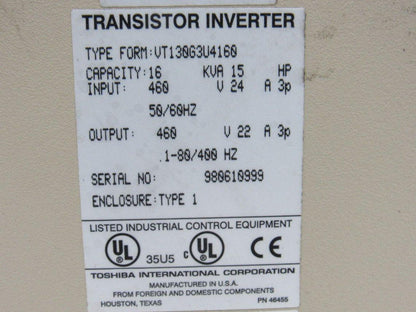 TRANSISTOR INVERTER
TYPE FORM: VT130G3U4160
CAPACITY: 16 KVA 15 HP
INPUT: 460 V 24 A 3p
50/60HZ
OUTPUT: 460 V 22 A 3p
.1-80/400 HZ
SERIAL NO: 980610999
ENCLOSURE: TYPE 1
LISTED INDUSTRIAL CONTROL EQUIPMENT
UL ® 35U5 C UL ® CE
TOSHIBA INTERNATIONAL CORPORATION
MANUFACTURED IN U.S.A.
FROM FOREIGN AND DOMESTIC COMPONENTS
HOUSTON, TEXAS PN 46455